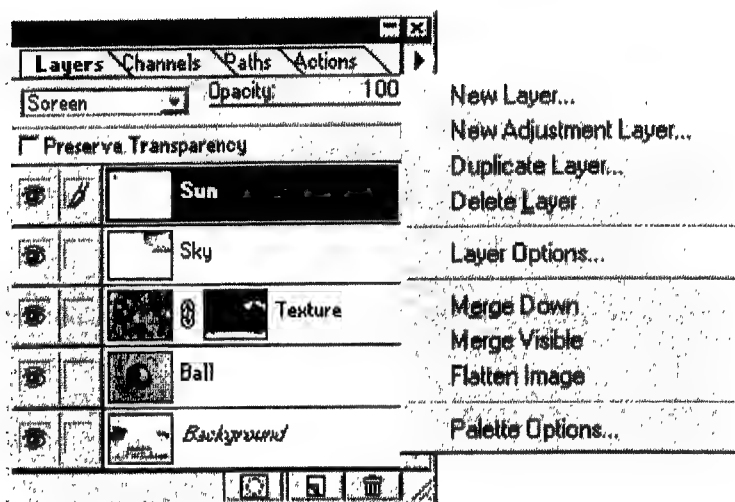 Layers Channels Paths Actions
Screen Opacity: 100
Preserve Transparency
Sun
Sky
Texture
Ball
Background
New Layer...
New Adjustment Layer...
Duplicate Layer...
Delete Layer
Layer Options...
Merge Down
Merge Visible
Flatten Image
Palette Options...